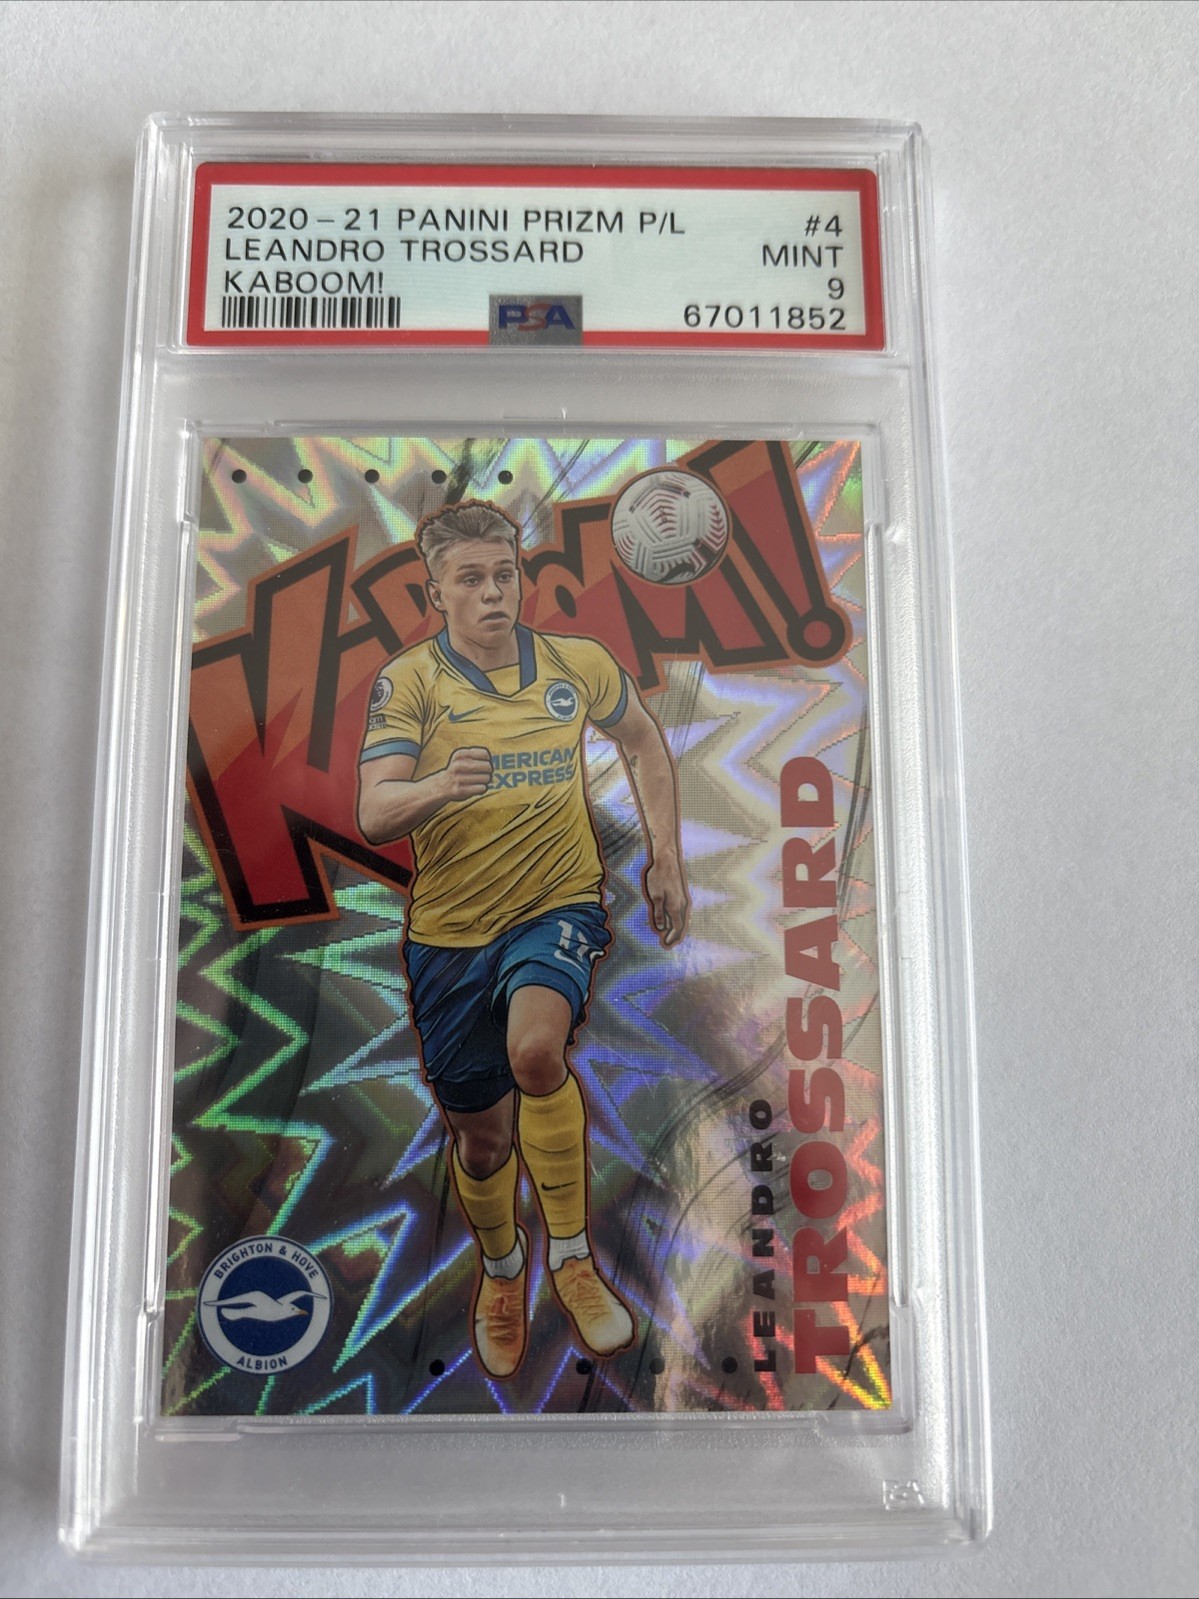 2020 - 21 PANINI PRIZM P/L #4
LEANDRO TROSSARD MINT
KABOOM! 9
PSA 67011852
KABOOM!
AMERICAN
EXPRESS
11
LEANDRO
TROSSARD
BRIGHTON & HOVE
ALBION